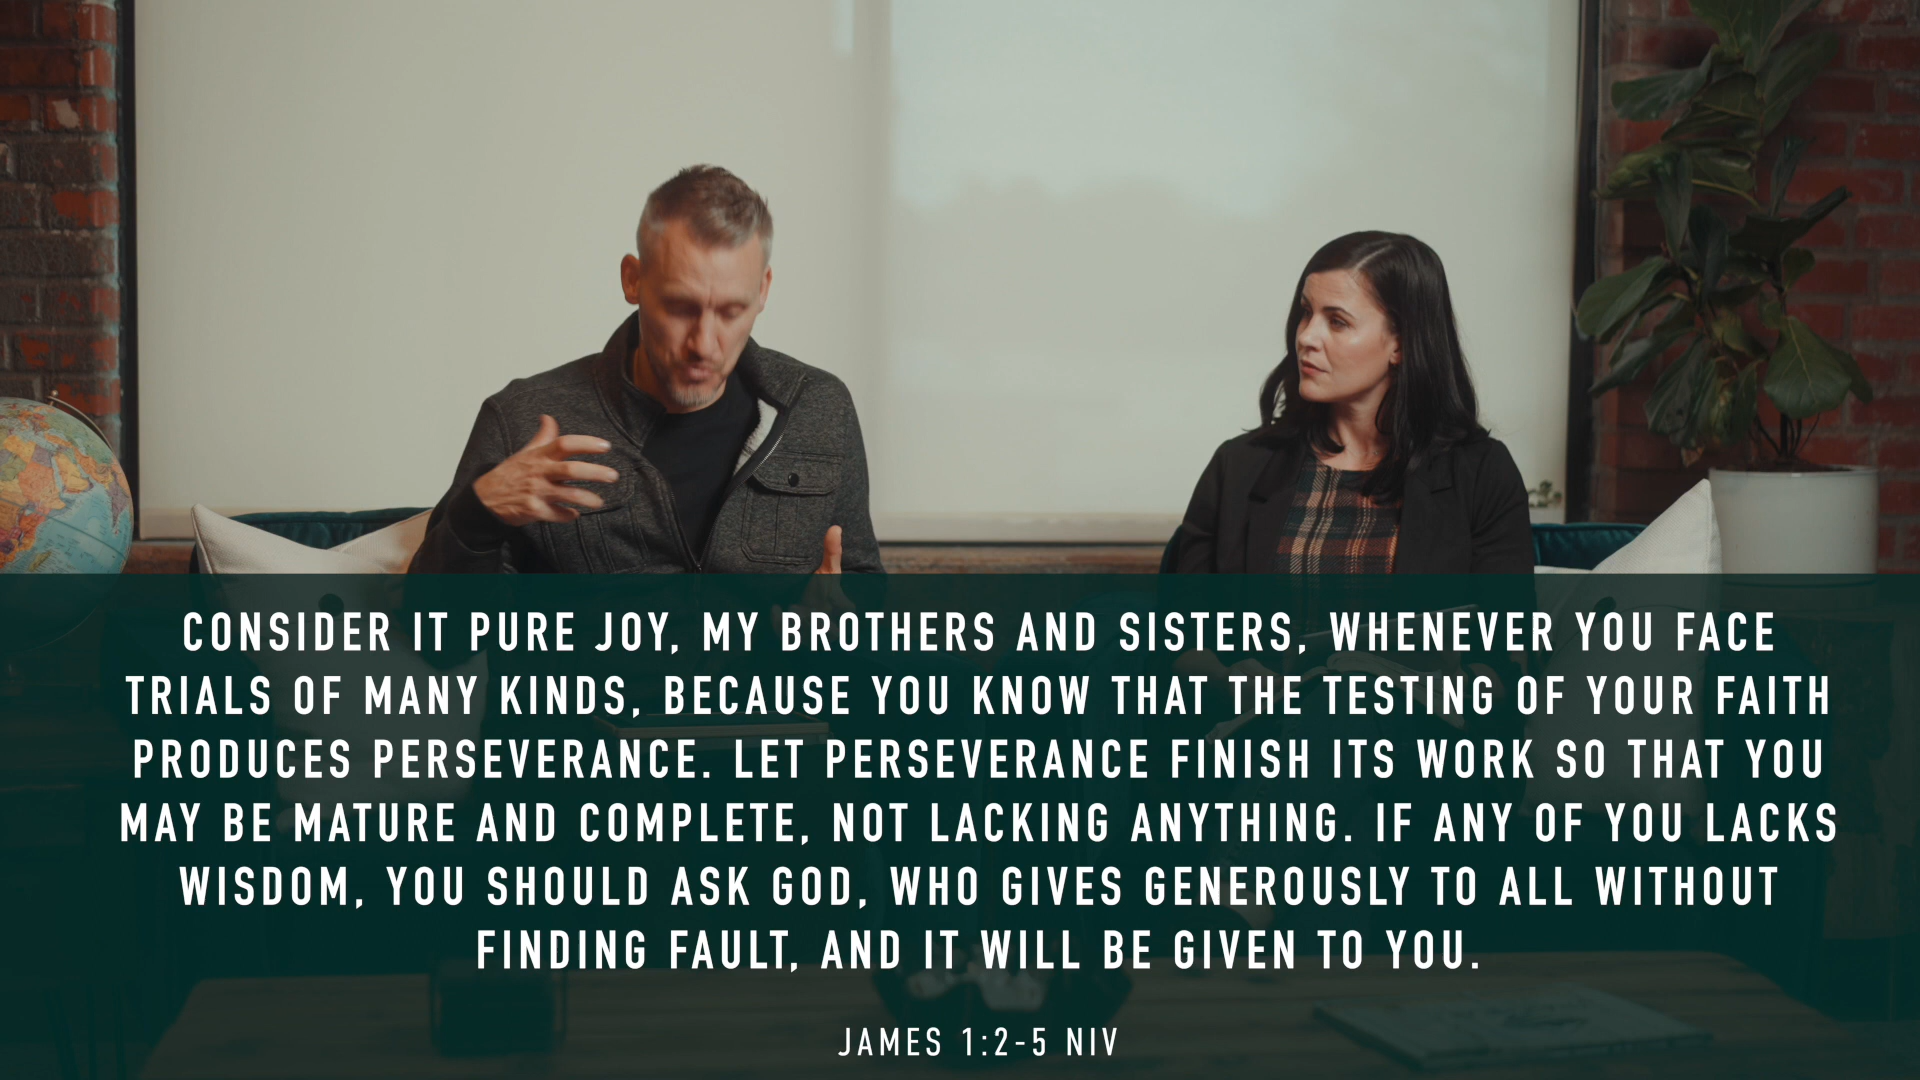 CONSIDER IT PURE JOY, MY BROTHERS AND SISTERS, WHENEVER YOU FACE
TRIALS OF MANY KINDS, BECAUSE YOU KNOW THAT THE TESTING OF YOUR FAITH
PRODUCES PERSEVERANCE. LET PERSEVERANCE FINISH ITS WORK SO THAT YOU
MAY BE MATURE AND COMPLETE, NOT LACKING ANYTHING. IF ANY OF YOU LACKS
WISDOM, YOU SHOULD ASK GOD, WHO GIVES GENEROUSLY TO ALL WITHOUT
FINDING FAULT, AND IT WILL BE GIVEN TO YOU.
JAMES 1:2-5 NIV